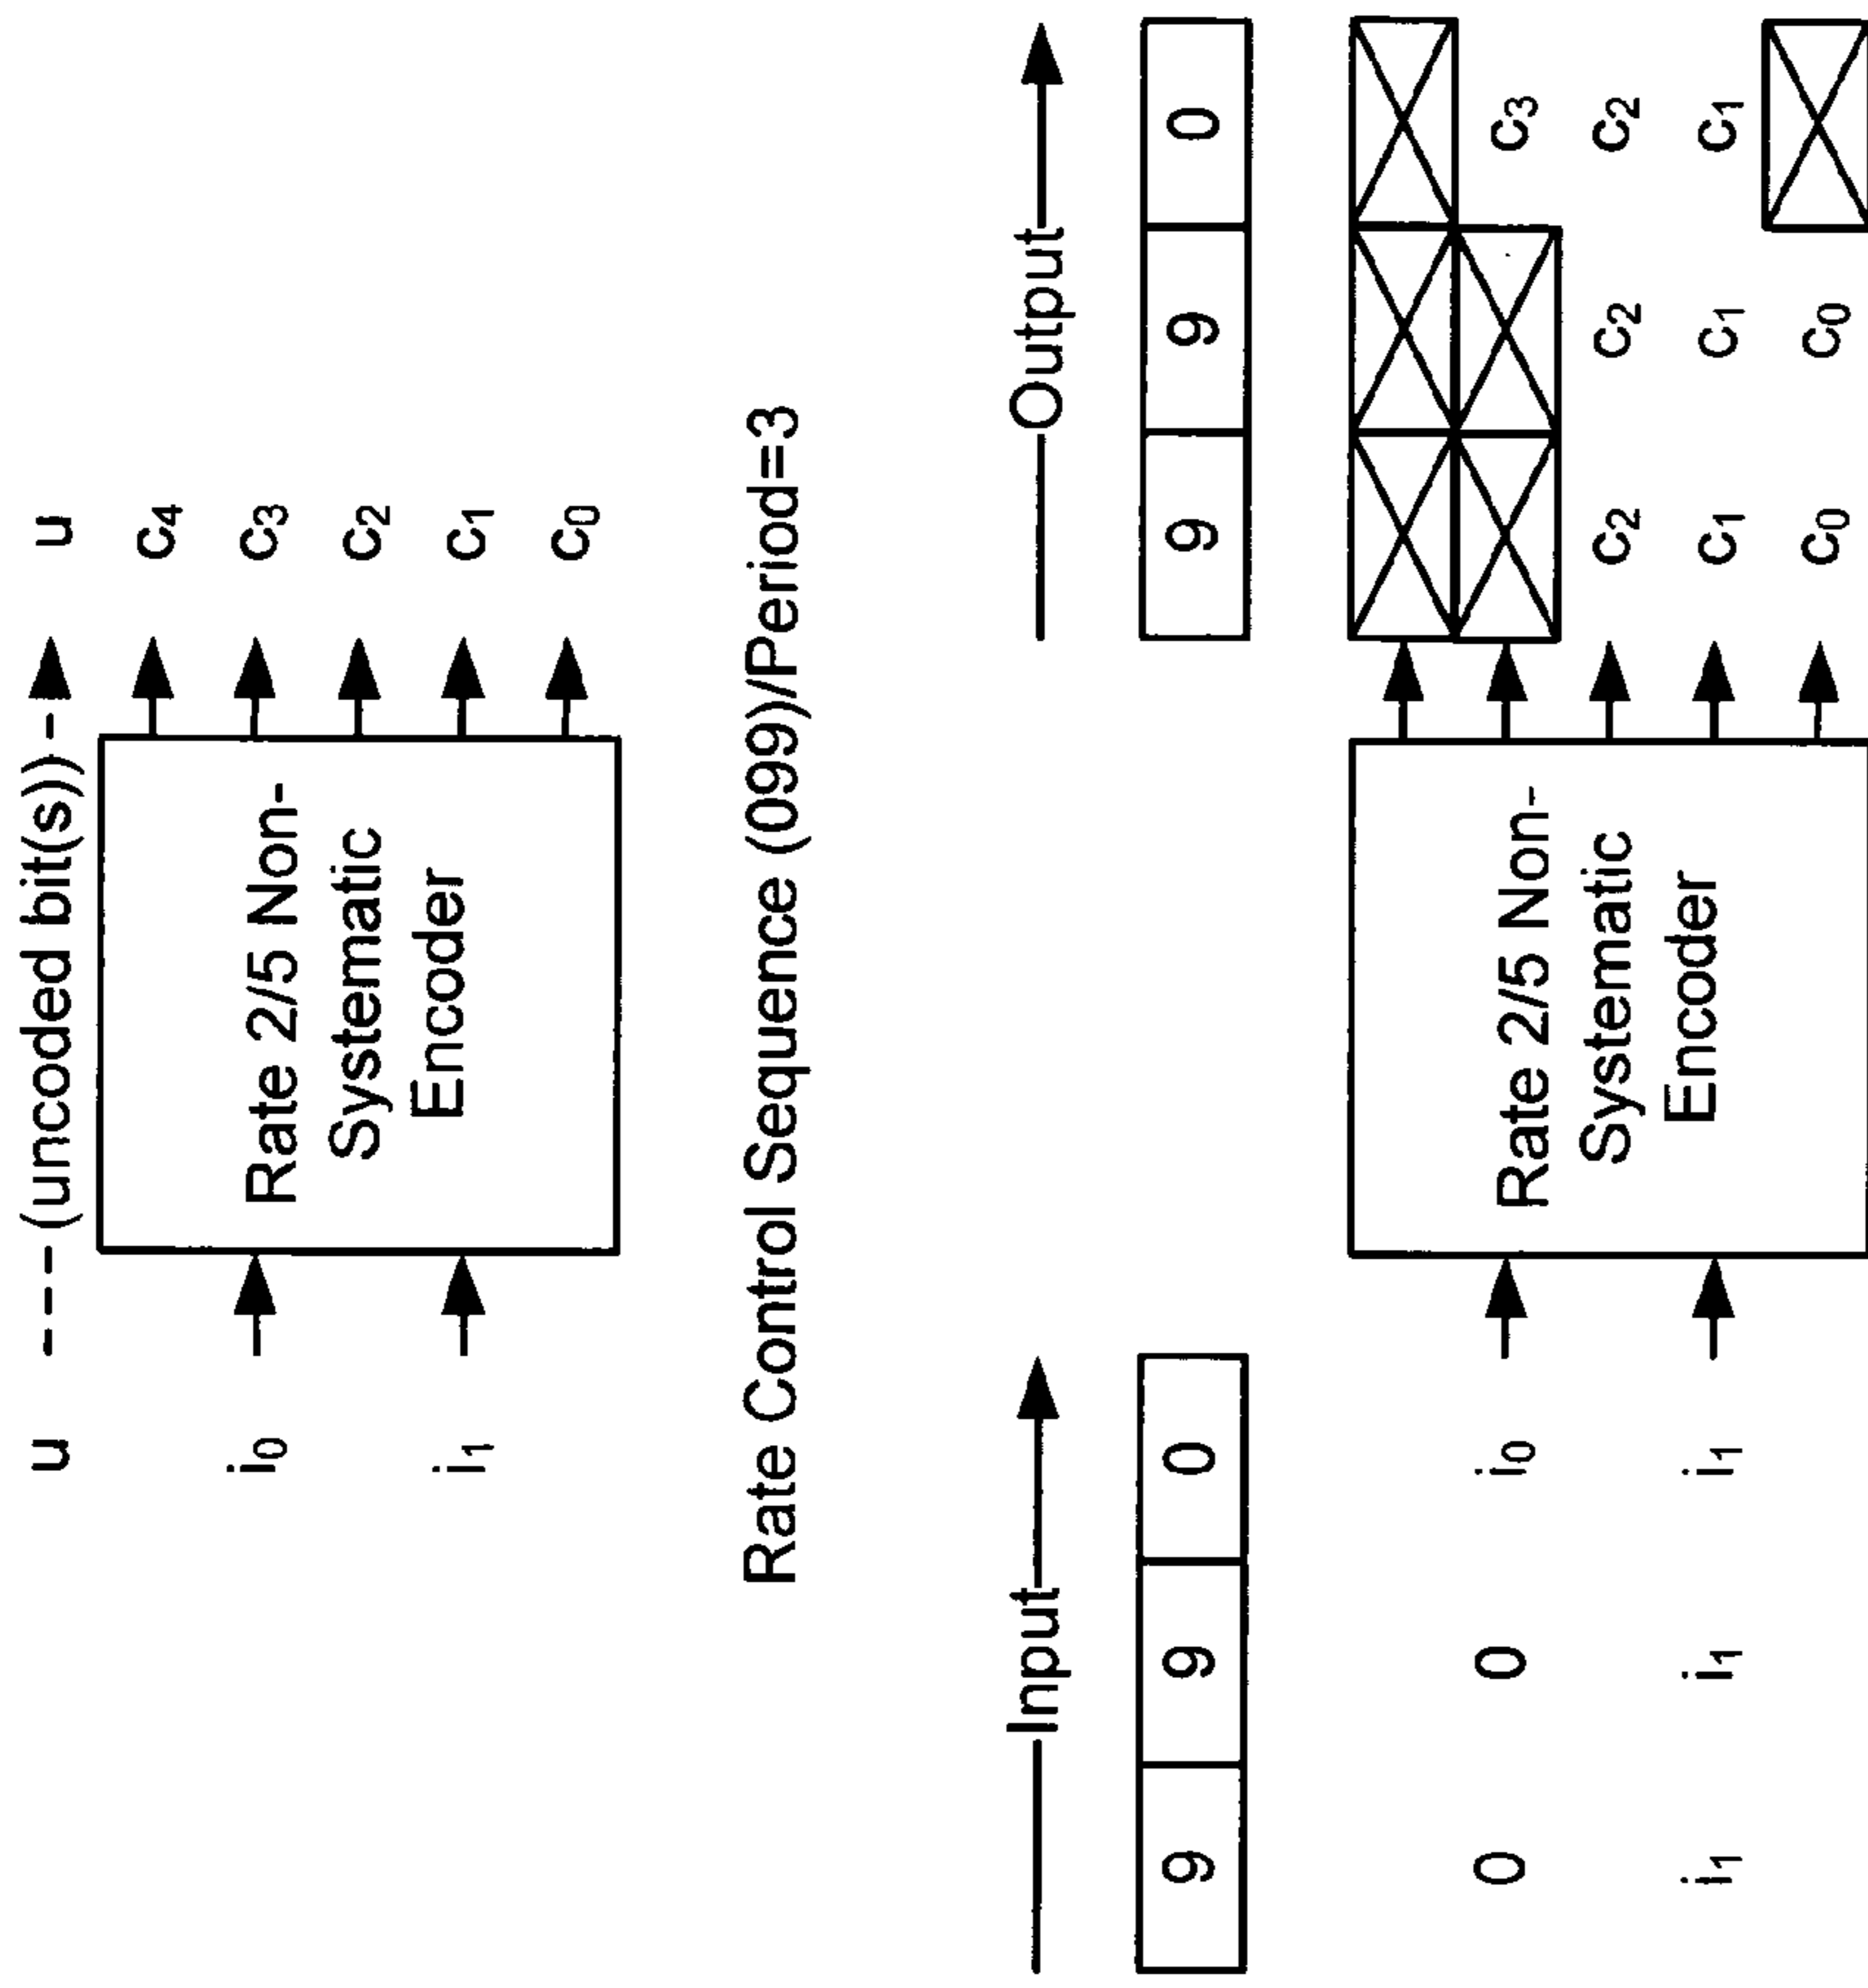 u (uncoded bit(s)) u
c4
i0 Rate 2/5 Non- c3
Systematic c2
i1 Encoder c1
c0
Rate Control Sequence (099)/Period=3
Input Output
9 9 0 9 9 0
0 0 i0 Rate 2/5 Non- c3
Systematic c2 c2 c2
i1 i1 i1 Encoder c1 c1 c1
c0 c0